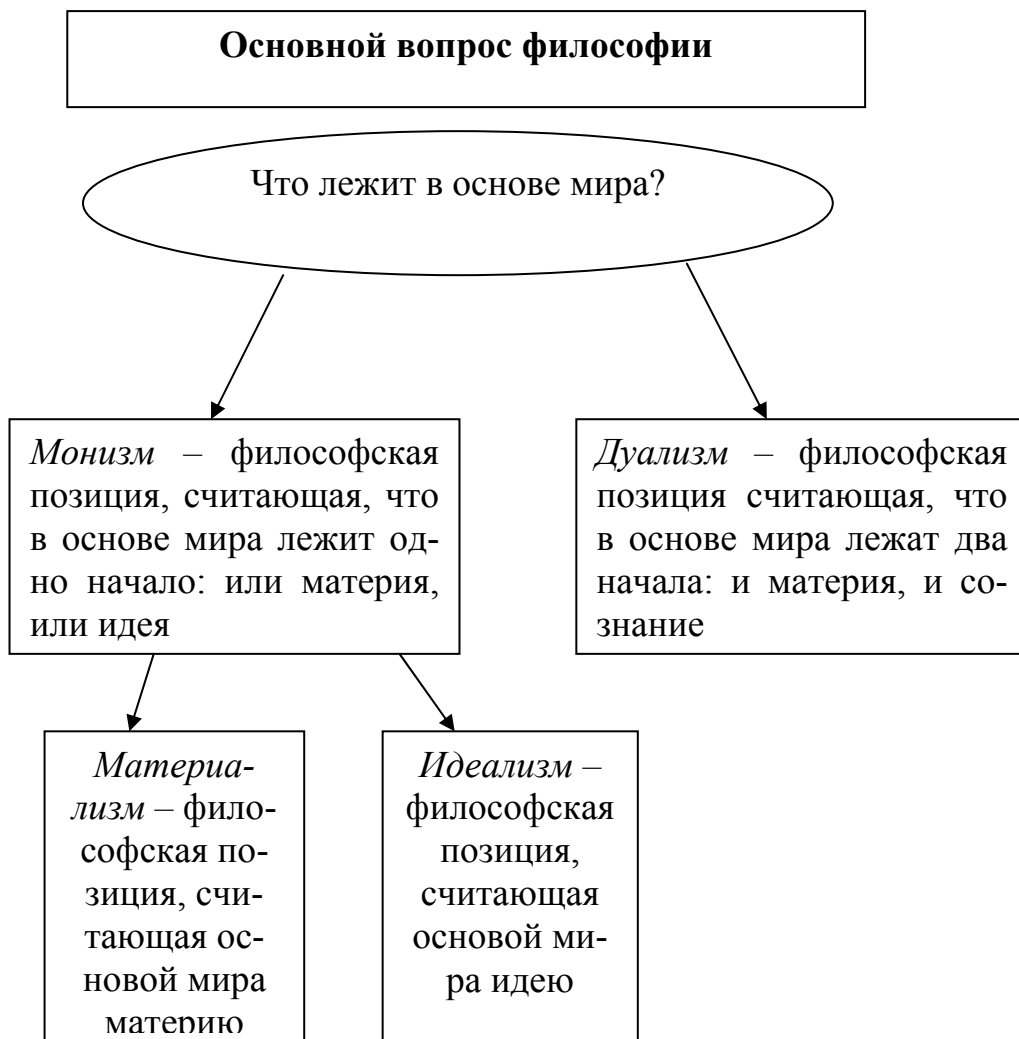 Основной вопрос философии
Что лежит в основе мира?
Монизм – философская
позиция, считающая, что
в основе мира лежит од-
но начало: или материя,
или идея
Дуализм – философская
позиция считающая, что
в основе мира лежат два
начала: и материя, и со-
знание
Материа-
лизм – фило-
софская по-
зиция, счи-
тающая ос-
новой мира
материю
Идеализм –
философская
позиция,
считающая
основой ми-
ра идею